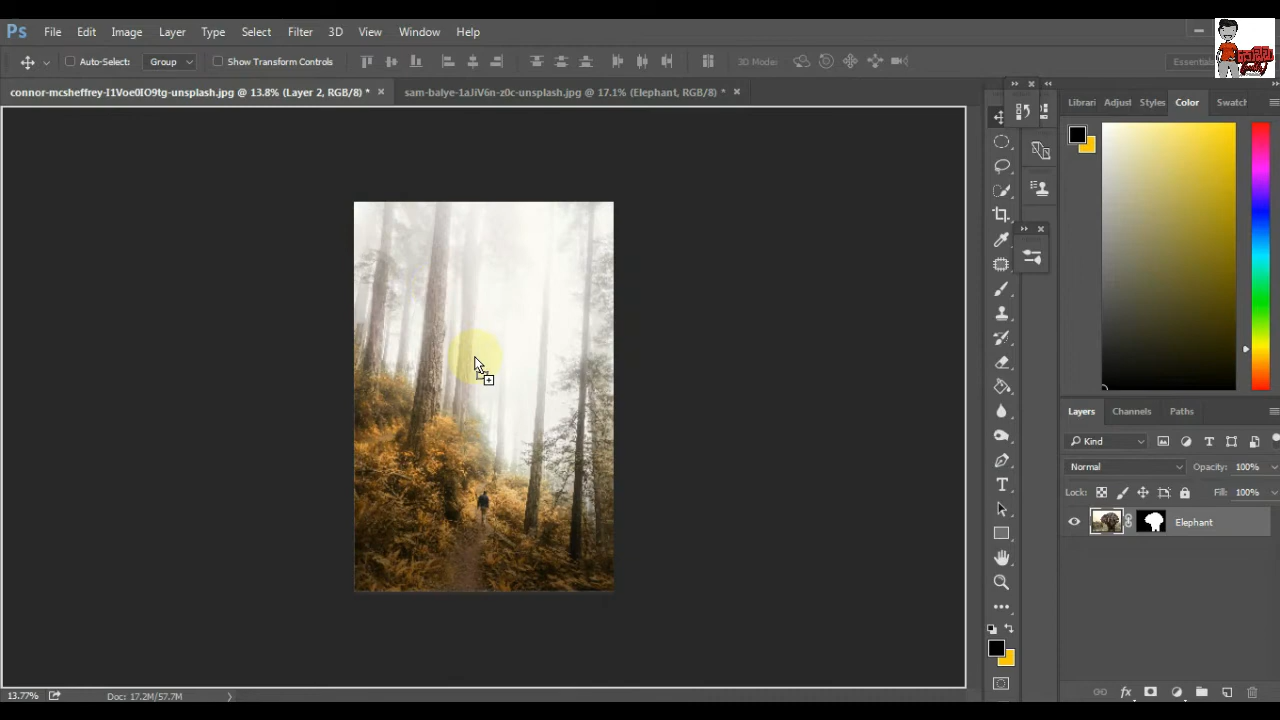 Ps File Edit Image Layer Type Select Filter 3D View Window Help
Auto-Select: Group Show Transform Controls 3D Mode: Essentials
connor-mcsheffrey-I1Voe0IO9tg-unsplash.jpg @ 13.8% (Layer 2, RGB/8) * sam-balye-1aJiV6n-z0c-unsplash.jpg @ 17.1% (Elephant, RGB/8) *
Librari Adjust Styles Color Swatch
Layers Channels Paths
Kind
Normal Opacity: 100%
Lock: Fill: 100%
Elephant
13.77% Doc: 17.2M/57.7M